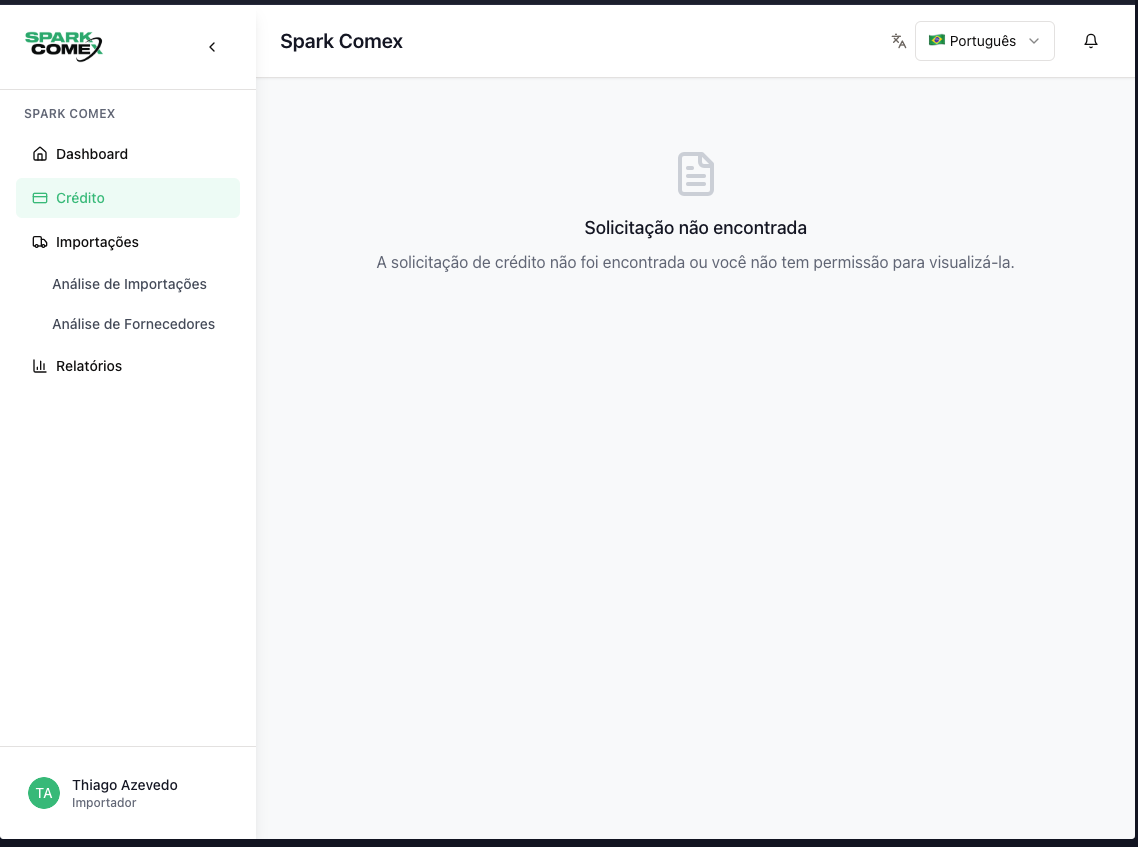 SPARK
COMEX
Spark Comex
Português
SPARK COMEX
Dashboard
Crédito
Importações
Análise de Importações
Análise de Fornecedores
Relatórios
Solicitação não encontrada
A solicitação de crédito não foi encontrada ou você não tem permissão para visualizá-la.
TA
Thiago Azevedo
Importador